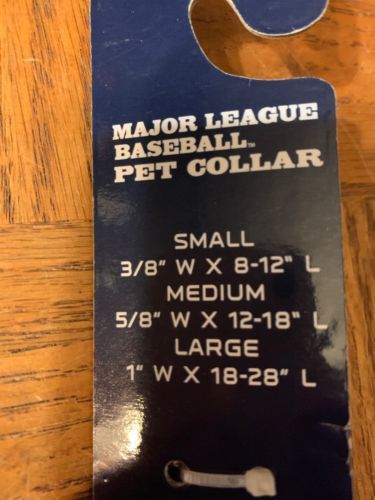 MAJOR LEAGUE
BASEBALL™
PET COLLAR
SMALL
3/8" W X 8-12" L
MEDIUM
5/8" W X 12-18" L
LARGE
1" W X 18-28" L